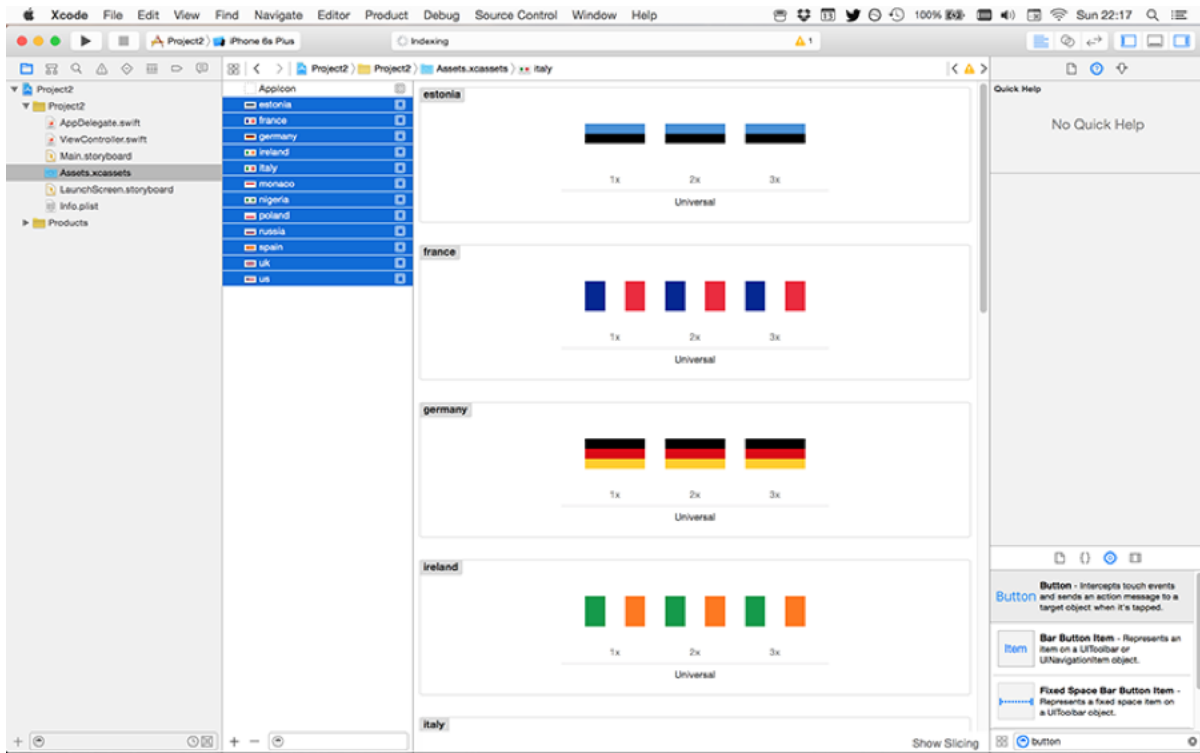 Xcode File Edit View Find Navigate Editor Product Debug Source Control Window Help 13 100% Sun 22:17
Project2 iPhone 6s Plus Indexing 1
Project2 Project2 Assets.xcassets italy
Project2
Project2
AppDelegate.swift
ViewController.swift
Main.storyboard
Assets.xcassets
LaunchScreen.storyboard
Info.plist
Products
AppIcon
estonia
france
germany
ireland
italy
monaco
nigeria
poland
russia
spain
uk
us
estonia
1x 2x 3x
Universal
france
1x 2x 3x
Universal
germany
1x 2x 3x
Universal
ireland
1x 2x 3x
Universal
italy
Show Slicing
Quick Help
No Quick Help
Button
Button - Intercepts touch events
and sends an action message to a
target object when it's tapped.
Item
Bar Button Item - Represents an
item on a UIToolbar or
UINavigationItem object.
Fixed Space Bar Button Item -
Represents a fixed space item on
a UIToolbar object.
button